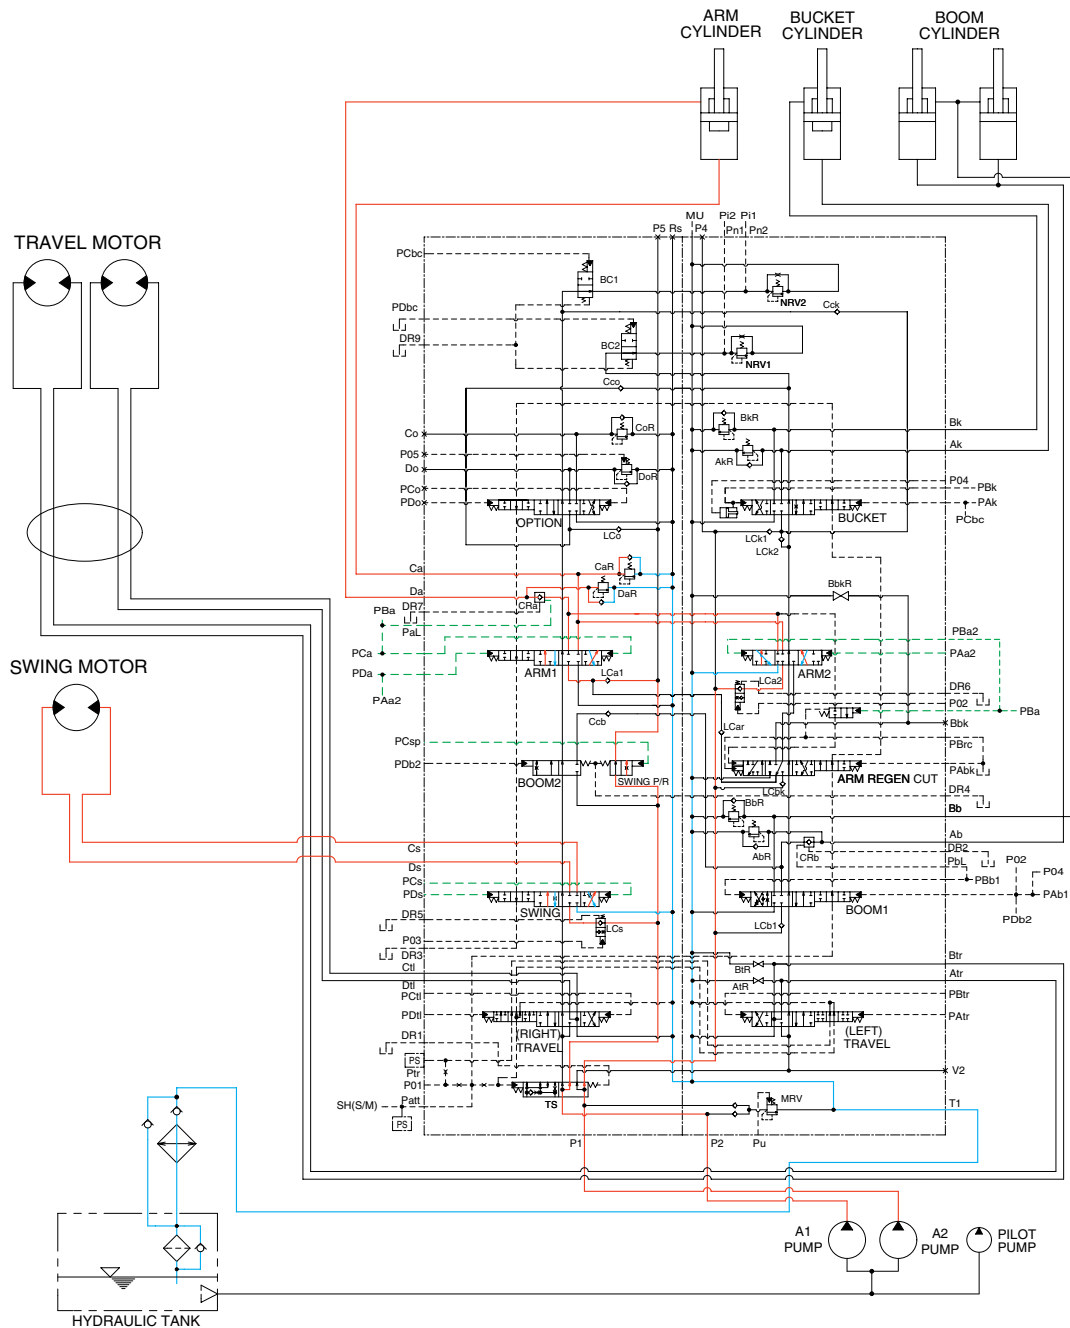 ARM
CYLINDER
BUCKET
CYLINDER
BOOM
CYLINDER
TRAVEL MOTOR
P5 Rs
MU
P4
Pi2 Pi1
Pn1 Pn2
PCbc
BC1
NRV2
Cck
PDbc
DR9
BC2
NRV1
Cco
Co
CoR
BkR
Bk
P05
Do
DoR
AkR
Ak
PCo
PDo
OPTION
P04
PBk
PAk
BUCKET
PCbc
LCo
LCk1
LCk2
Ca
CaR
Da
DaR
CRa
BbkR
DR7
PBa
PaL
PCa
PBa2
PDa
PAa2
ARM1
LCa1
ARM2
LCa2
PAa2
DR6
P02
PBa
Ccb
LCar
Bbk
PCsp
PBrc
PDb2
BOOM2
SWING P/R
ARM REGEN CUT
PAbk
LCbk
DR4
BbR
Bb
AbR
CRb
Ab
DR2
PbL
SWING MOTOR
Cs
Ds
PCs
PDs
SWING
P02
P04
PBb1
PAb1
PDb2
BOOM1
DR5
P03
LCs
LCb1
DR3
Ctl
BtR
Btr
AtR
Atr
Dtl
PCtl
PDtl
(RIGHT)
TRAVEL
PBtr
PAtr
(LEFT)
TRAVEL
DR1
PS
Ptr
P01
TS
V2
Patt
SH(S/M)
PS
MRV
T1
P1
P2
Pu
A1
PUMP
A2
PUMP
PILOT
PUMP
HYDRAULIC TANK